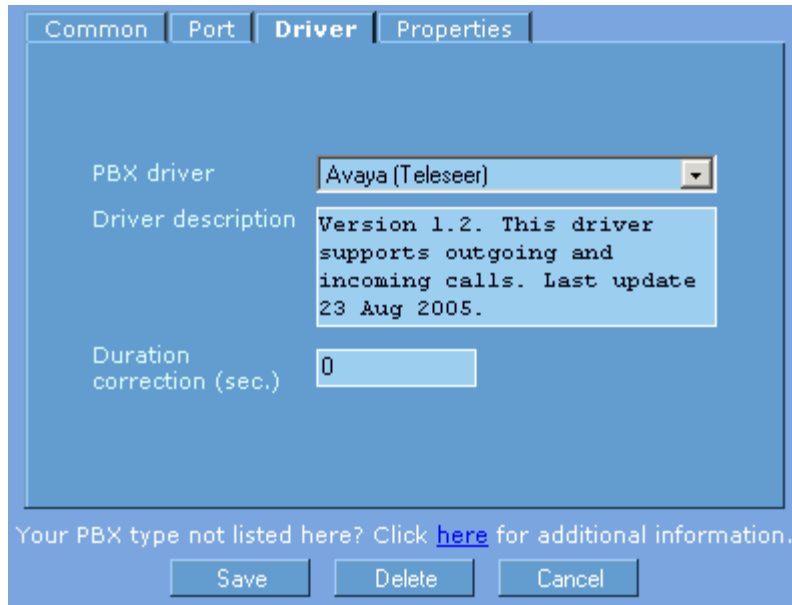 Common Port Driver Properties
PBX driver Avaya (Teleseer)
Driver description
Version 1.2. This driver
supports outgoing and
incoming calls. Last update
23 Aug 2005.
Duration
correction (sec.)
0
Your PBX type not listed here? Click here for additional information.
Save Delete Cancel